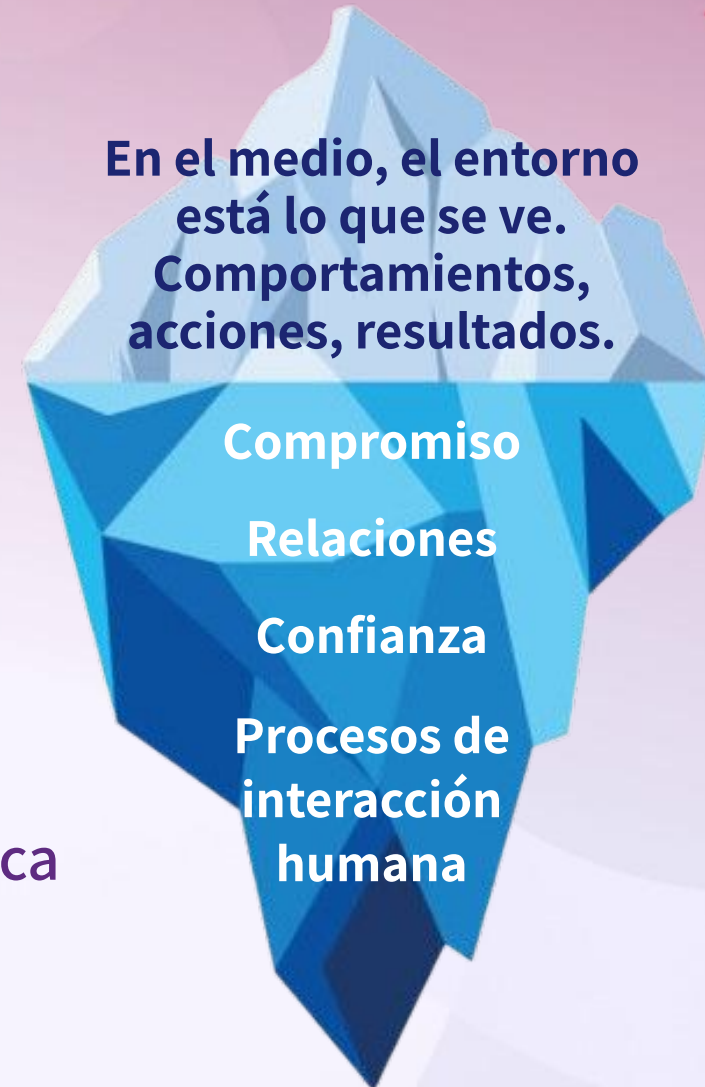 En el medio, el entorno
está lo que se ve.
Comportamientos,
acciones, resultados.
Compromiso
Relaciones
Confianza
Procesos de
interacción
humana
ca